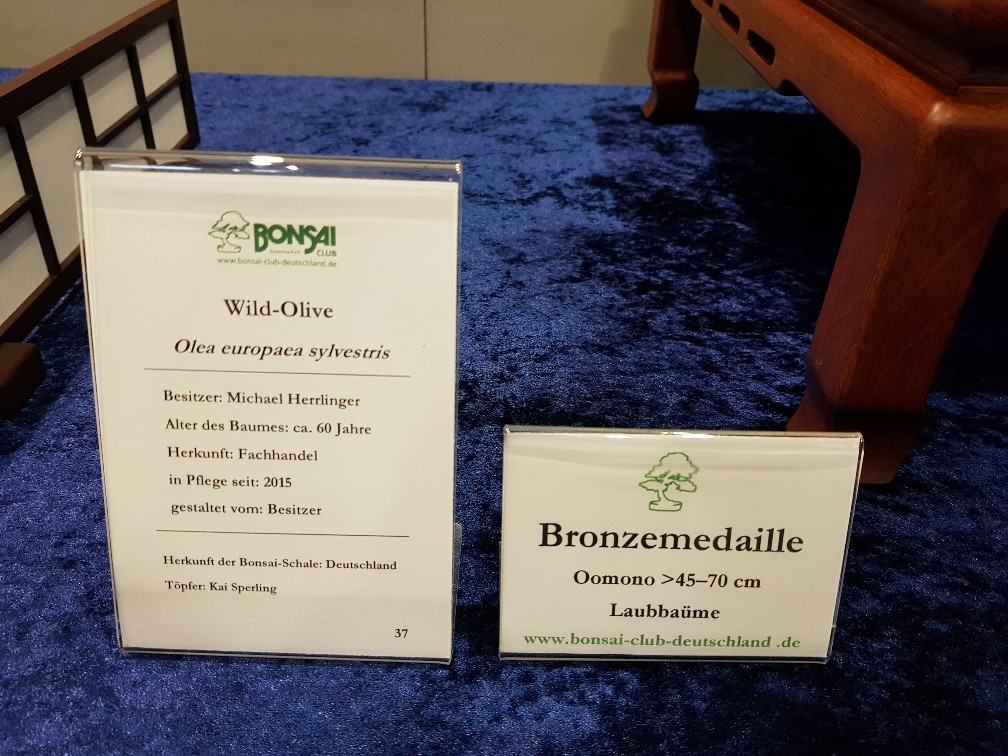 BONSAI
CLUB
www.bonsai-club-deutschland.de
Wild-Olive
Olea europaea sylvestris
Besitzer: Michael Herrlinger
Alter des Baumes: ca. 60 Jahre
Herkunft: Fachhandel
in Pflege seit: 2015
gestaltet vom: Besitzer
Herkunft der Bonsai-Schale: Deutschland
Töpfer: Kai Sperling
37
Bronzemedaille
Oomono >45–70 cm
Laubbaüme
www.bonsai-club-deutschland .de